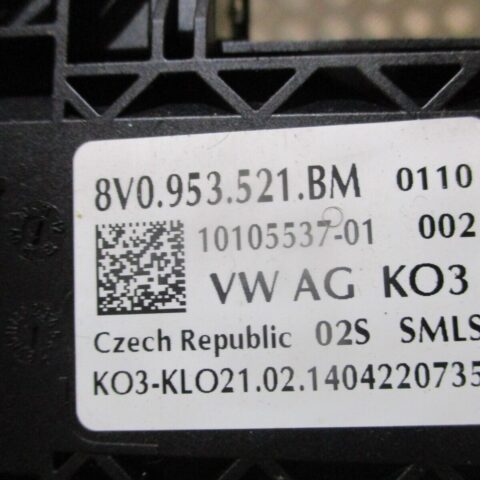 8V0.953.521.BM 0110
10105537-01 002
VW AG KO3
Czech Republic 02S SMLS
KO3-KLO21.02.1404220735